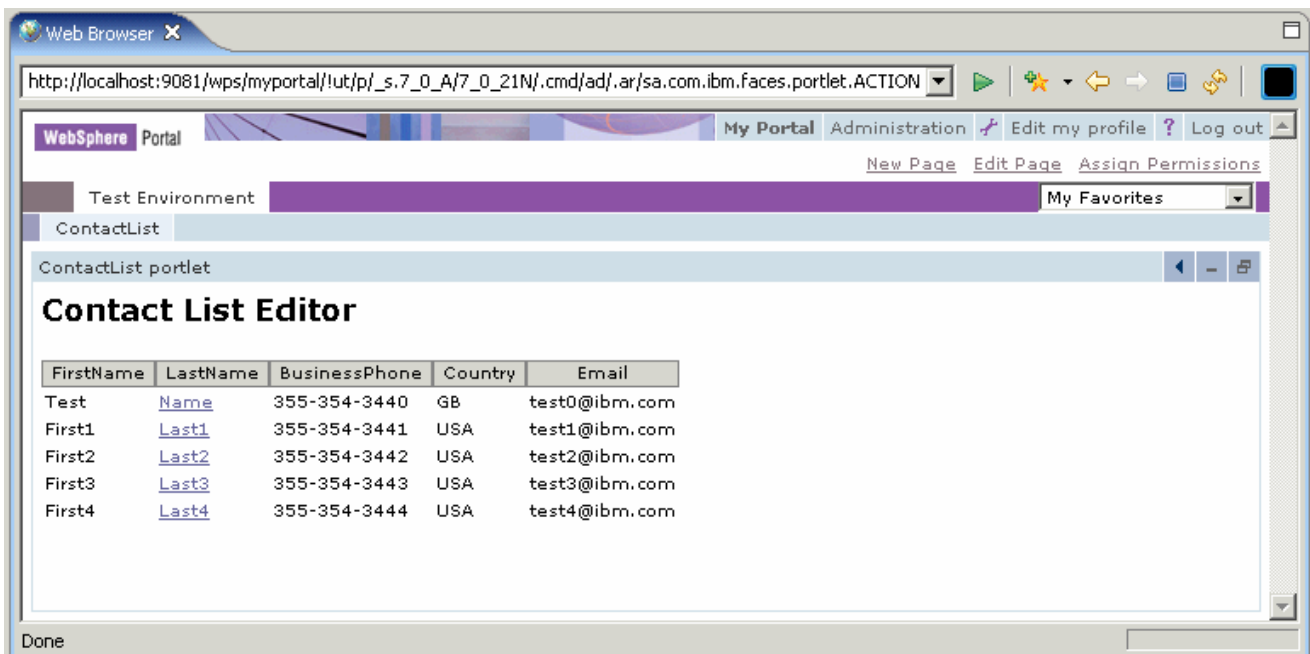 Web Browser
http://localhost:9081/wps/myportal/!ut/p/_s.7_0_A/7_0_21N/.cmd/ad/.ar/sa.com.ibm.faces.portlet.ACTION
WebSphere Portal My Portal Administration Edit my profile ? Log out
New Page Edit Page Assign Permissions
Test Environment My Favorites
ContactList
ContactList portlet
Contact List Editor
FirstName LastName BusinessPhone Country Email
Test Name 355-354-3440 GB test0@ibm.com
First1 Last1 355-354-3441 USA test1@ibm.com
First2 Last2 355-354-3442 USA test2@ibm.com
First3 Last3 355-354-3443 USA test3@ibm.com
First4 Last4 355-354-3444 USA test4@ibm.com
Done